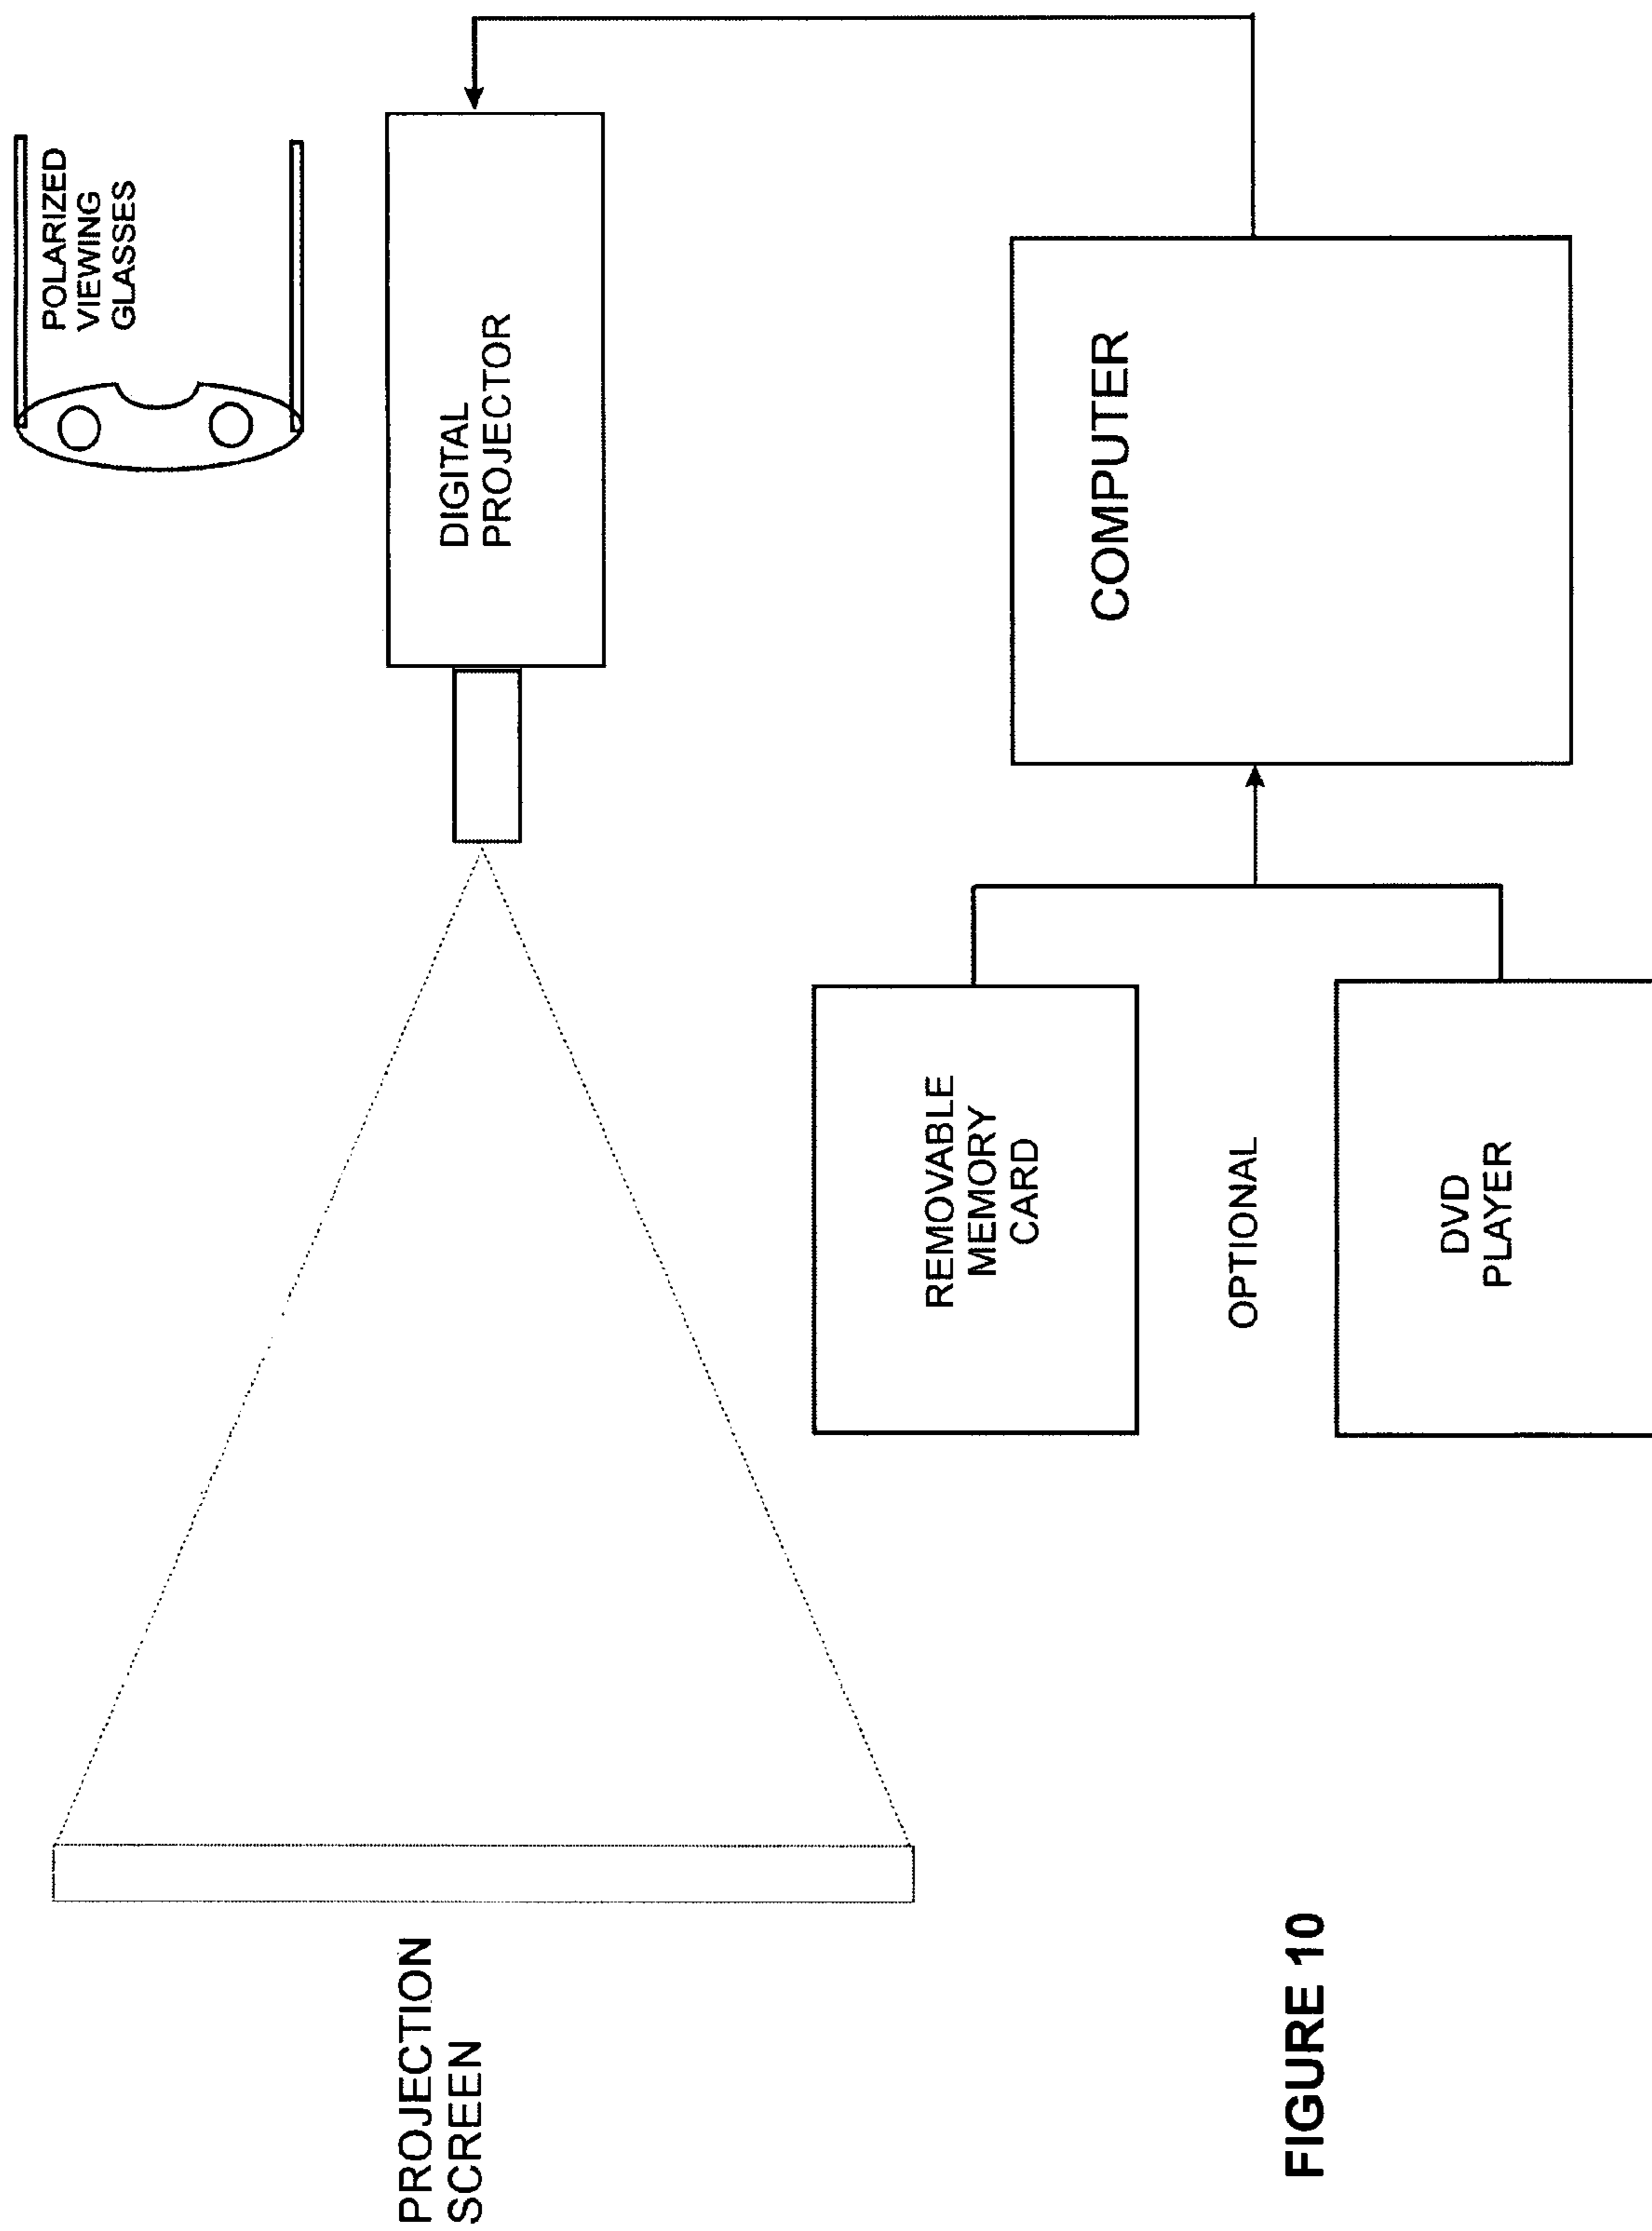 POLARIZED
VIEWING
GLASSES
DIGITAL
PROJECTOR
COMPUTER
REMOVABLE
MEMORY
CARD
OPTIONAL
DVD
PLAYER
PROJECTION
SCREEN
FIGURE 10